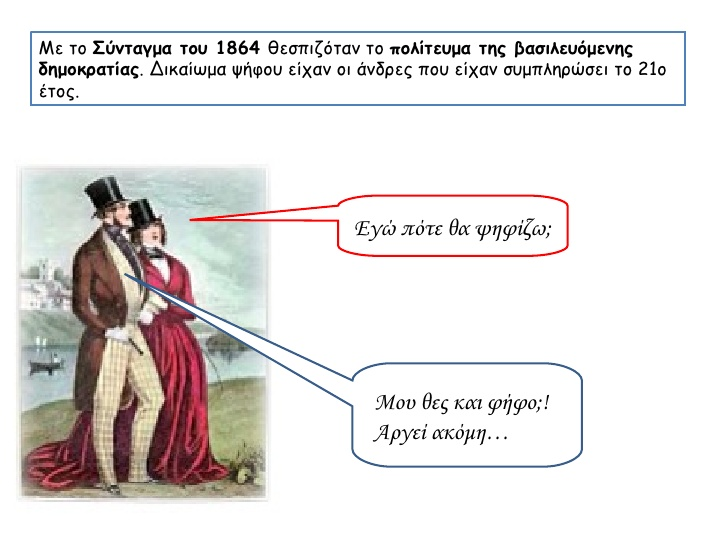 Με το Σύνταγμα του 1864 θεσπιζόταν το πολίτευμα της βασιλευόμενης
δημοκρατίας. Δικαίωμα ψήφου είχαν οι άνδρες που είχαν συμπληρώσει το 21ο
έτος.
Εγώ πότε θα ψηφίζω;
Μου θες και ψήφο;!
Αργεί ακόμη…